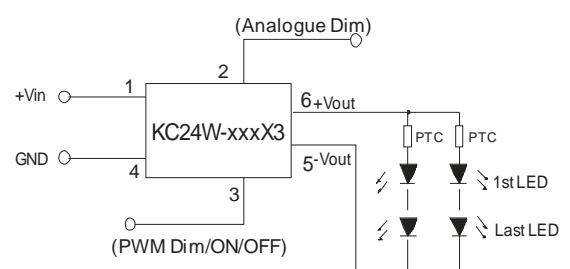 (Analogue Dim)
2
1
+Vin
6 +Vout
KC24W-xxxX3
PTC
PTC
GND
4
5 -Vout
1st LED
3
Last LED
(PWM Dim/ON/OFF)